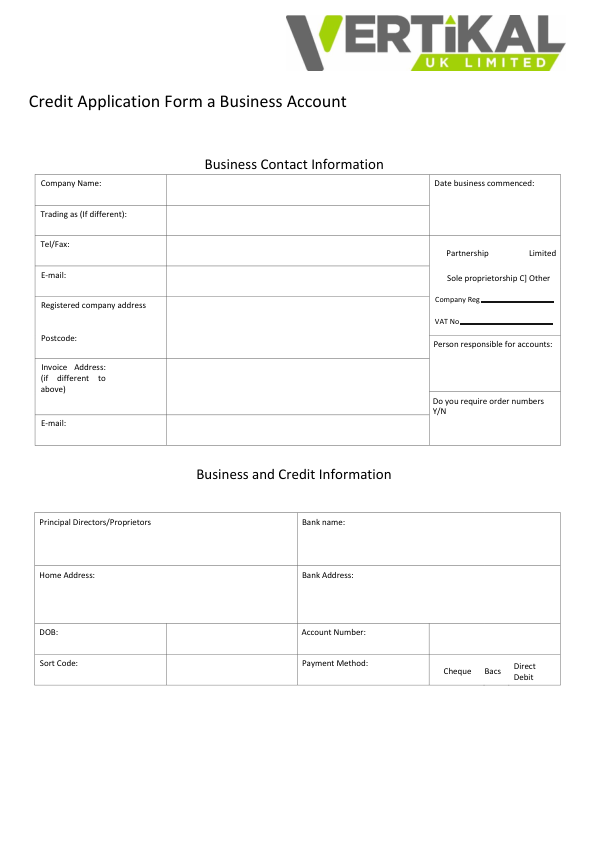 VERTiKAL
UK LIMITED
Credit Application Form a Business Account
Business Contact Information
Company Name:
Date business commenced:
Trading as (If different):
Tel/Fax:
Partnership Limited
E-mail:
Sole proprietorship C] Other
Registered company address
Company Reg
VAT No
Postcode:
Person responsible for accounts:
Invoice Address:
(if different to
above)
Do you require order numbers
Y/N
E-mail:
Business and Credit Information
Principal Directors/Proprietors
Bank name:
Home Address:
Bank Address:
DOB:
Account Number:
Sort Code:
Payment Method:
Cheque Bacs Direct
Debit